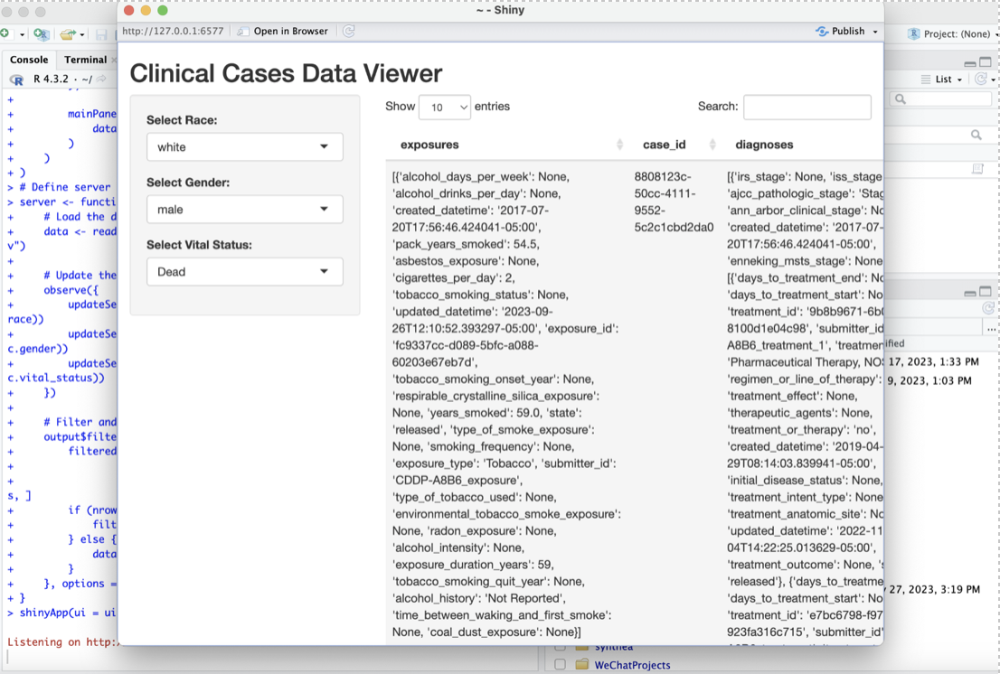 ~ - Shiny
http://127.0.0.1:6577
Open in Browser
Publish
Project: (None)
Console Terminal
R 4.3.2 · ~/
List
Clinical Cases Data Viewer
Select Race:
white
Select Gender:
male
Select Vital Status:
Dead
Show 10 entries
Search:
exposures case_id diagnoses
[{'alcohol_days_per_week': None,
'alcohol_drinks_per_day': None,
'created_datetime': '2017-07-
20T17:56:46.424041-05:00',
'pack_years_smoked': 54.5,
'asbestos_exposure': None,
'cigarettes_per_day': 2,
'tobacco_smoking_status': None,
'updated_datetime': '2023-09-
26T12:10:52.393297-05:00', 'exposure_id':
'fc9337cc-d089-5bfc-a088-
60203e67eb7d',
'tobacco_smoking_onset_year': None,
'respirable_crystalline_silica_exposure':
None, 'years_smoked': 59.0, 'state':
'released', 'type_of_smoke_exposure':
None, 'smoking_frequency': None,
'exposure_type': 'Tobacco', 'submitter_id':
'CDDP-A8B6_exposure',
'type_of_tobacco_used': None,
'environmental_tobacco_smoke_exposure':
None, 'radon_exposure': None,
'alcohol_intensity': None,
'exposure_duration_years': 59,
'tobacco_smoking_quit_year': None,
'alcohol_history': 'Not Reported',
'time_between_waking_and_first_smoke':
None, 'coal_dust_exposure': None}]
8808123c-
50cc-4111-
9552-
5c2c1cbd2da0
[{'irs_stage': None, 'iss_stage
'ajcc_pathologic_stage': 'Stag
'ann_arbor_clinical_stage': No
'created_datetime': '2017-07-
20T17:56:46.424041-05:00',
'enneking_msts_stage': None
[{'days_to_treatment_end': No
'days_to_treatment_start': No
'treatment_id': '9b8b9671-6b0
8100d1e04c98', 'submitter_id
A8B6_treatment_1', 'treatmen
'Pharmaceutical Therapy, NOS
'regimen_or_line_of_therapy':
'treatment_effect': None,
'therapeutic_agents': None,
'treatment_or_therapy': 'no',
'created_datetime': '2019-04-
29T08:14:03.839941-05:00',
'initial_disease_status': None,
'treatment_intent_type': None
'treatment_anatomic_site': No
'updated_datetime': '2022-11
04T14:22:25.013629-05:00',
'treatment_outcome': None, 's
'released'}, {'days_to_treatme
'days_to_treatment_start': No
'treatment_id': 'e7bc6798-f97
923fa316c715', 'submitter_id'
+
+ mainPane
+ data
+ )
+ )
+ )
> # Define server
> server <- functi
+ # Load the d
+ data <- read
v")
+
+ # Update the
+ observe({
+ updateSe
race))
+ updateSe
c.gender))
+ updateSe
c.vital_status))
+ })
+
+ # Filter and
+ output$filte
+ filtered
+
+
s, ]
+ if (nrow
+ filt
+ } else {
+ data
+ }
+ }, options =
+ }
> shinyApp(ui = ui
Listening on http:
...
ified
17, 2023, 1:33 PM
9, 2023, 1:03 PM
27, 2023, 3:19 PM
synthea
WeChatProjects